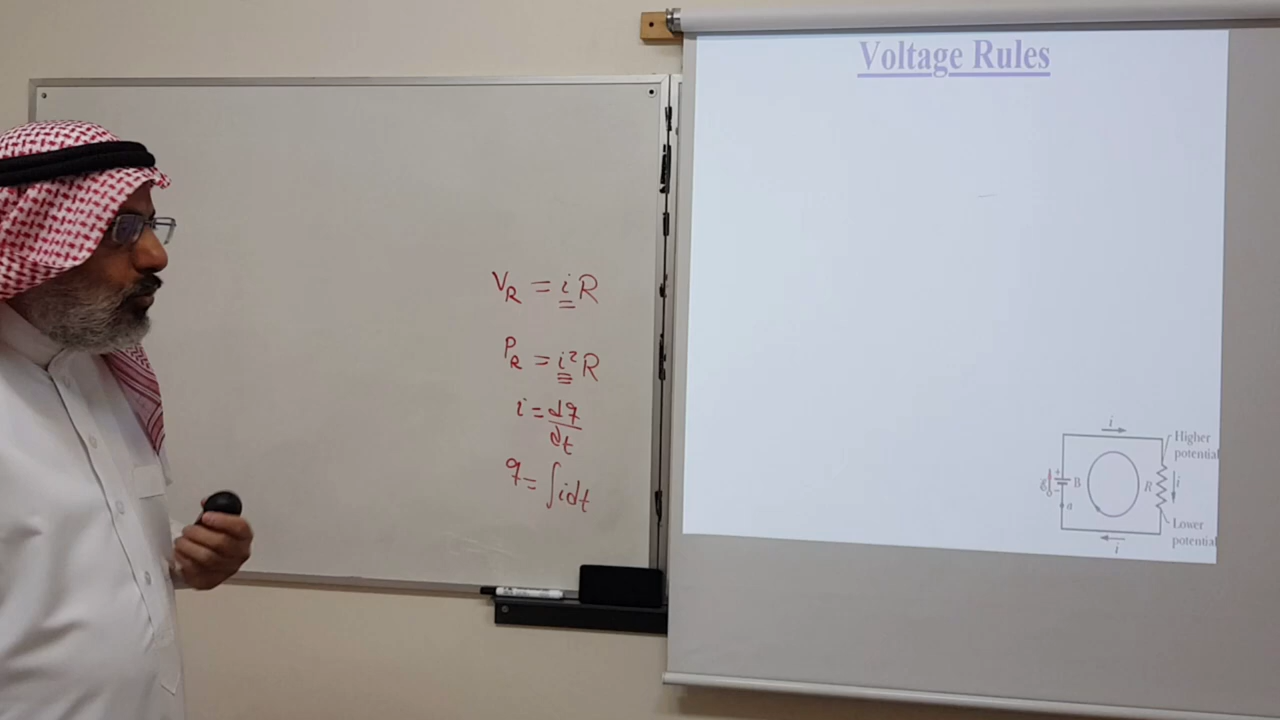 Voltage Rules
V_R = i R
P_R = i² R
i = dq/dt
q = ∫ i dt
i
Higher
potential
+
B
R
i
-
a
Lower
potential
i